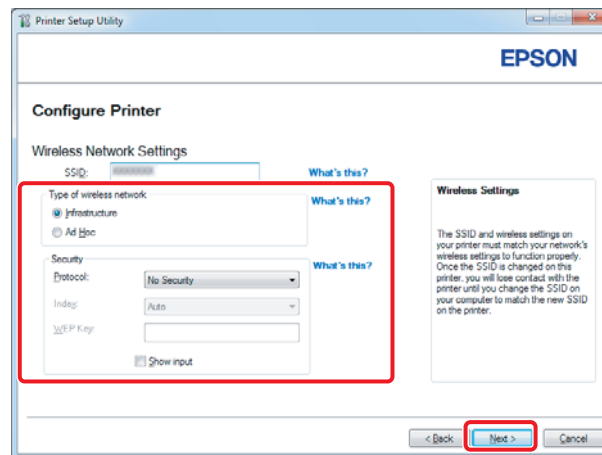 Printer Setup Utility
EPSON
Configure Printer
Wireless Network Settings
SSID:
What's this?
Type of wireless network
What's this?
Infrastructure
Ad Hoc
Security
What's this?
Protocol:
No Security
Index:
Auto
WEP Key:
Show input
Wireless Settings
The SSID and wireless settings on
your printer must match your network's
wireless settings to function properly.
Once the SSID is changed on this
printer, you will lose contact with the
printer until you change the SSID on
your computer to match the new SSID
on the printer.
< Back
Next >
Cancel